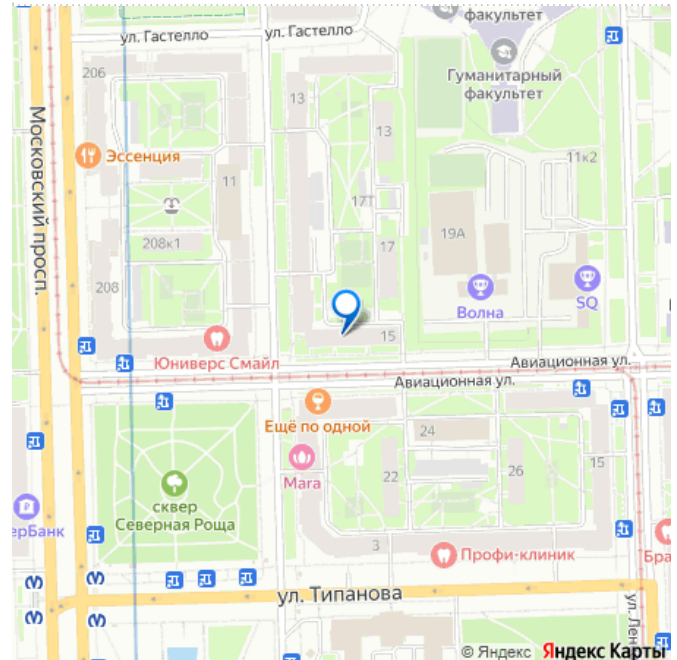 факультет
ул. Гастелло
ул. Гастелло
206
Гуманитарный
факультет
13
Московский просп.
13
Эссенция
11к2
11
17Т
19А
208к1
17
208
Волна
SQ
15
Юниверс Смайл
Авиационная ул.
Авиационная ул.
Ещё по одной
24
Mara
22
26
15
сквер
Северная Роща
ерБанк
3
Профи-клиник
Бра
ул. Типанова
ул. Лен
© Яндекс Яндекс Карты